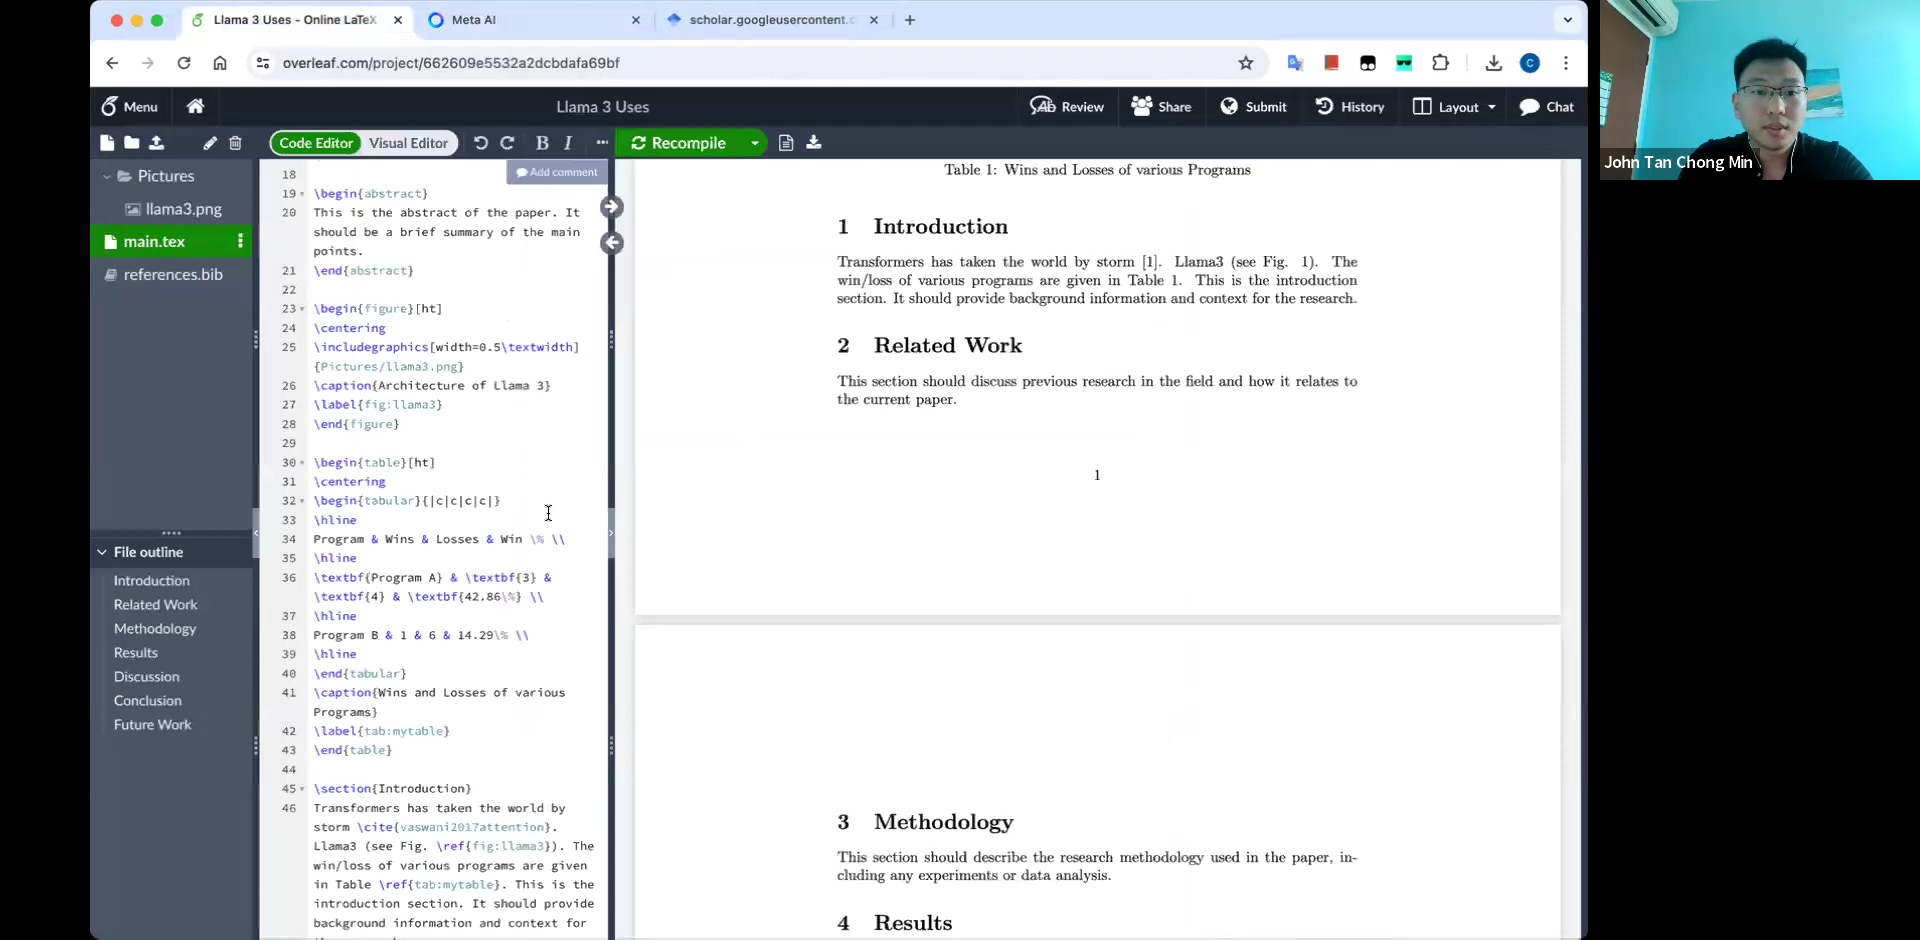 Llama 3 Uses - Online LaTeX
Meta AI
scholar.googleusercontent.c
overleaf.com/project/662609e5532a2dcbdafa69bf
C
Menu
Llama 3 Uses
Review
Share
Submit
History
Layout
Chat
Code Editor
Visual Editor
B
I
Recompile
Pictures
llama3.png
main.tex
references.bib
File outline
Introduction
Related Work
Methodology
Results
Discussion
Conclusion
Future Work
Add comment
18
19 \begin{abstract}
20 This is the abstract of the paper. It
should be a brief summary of the main
points.
21 \end{abstract}
22
23 \begin{figure}[ht]
24 \centering
25 \includegraphics[width=0.5\textwidth]
{Pictures/llama3.png}
26 \caption{Architecture of Llama 3}
27 \label{fig:llama3}
28 \end{figure}
29
30 \begin{table}[ht]
31 \centering
32 \begin{tabular}{|c|c|c|c|}
33 \hline
34 Program & Wins & Losses & Win \% \\
35 \hline
36 \textbf{Program A} & \textbf{3} &
\textbf{4} & \textbf{42.86\%} \\
37 \hline
38 Program B & 1 & 6 & 14.29\% \\
39 \hline
40 \end{tabular}
41 \caption{Wins and Losses of various
Programs}
42 \label{tab:mytable}
43 \end{table}
44
45 \section{Introduction}
46 Transformers has taken the world by
storm \cite{vaswani2017attention}.
Llama3 (see Fig. \ref{fig:llama3}). The
win/loss of various programs are given
in Table \ref{tab:mytable}. This is the
introduction section. It should provide
background information and context for
Table 1: Wins and Losses of various Programs
1 Introduction
Transformers has taken the world by storm [1]. Llama3 (see Fig. 1). The
win/loss of various programs are given in Table 1. This is the introduction
section. It should provide background information and context for the research.
2 Related Work
This section should discuss previous research in the field and how it relates to
the current paper.
1
3 Methodology
This section should describe the research methodology used in the paper, in-
cluding any experiments or data analysis.
4 Results
John Tan Chong Min